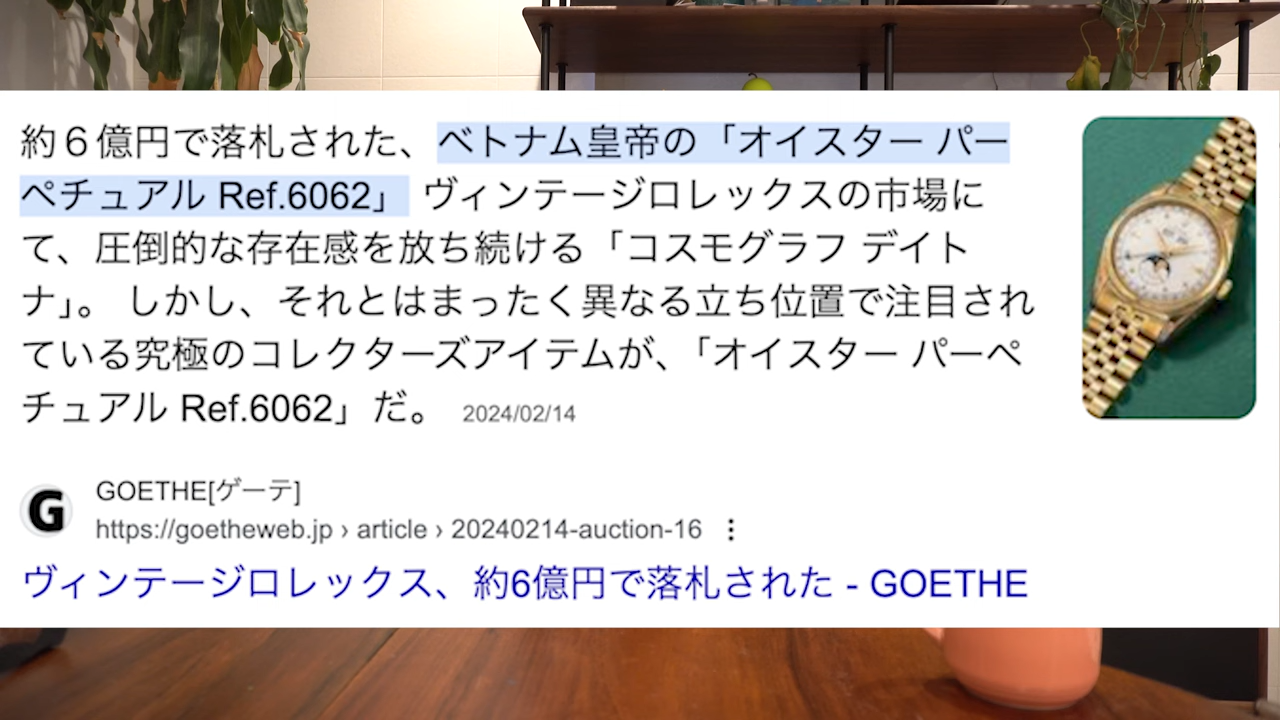 約６億円で落札された、ベトナム皇帝の「オイスター パー
ペチュアル Ref.6062」 ヴィンテージロレックスの市場に
て、圧倒的な存在感を放ち続ける「コスモグラフ デイト
ナ」。 しかし、それとはまったく異なる立ち位置で注目され
ている究極のコレクターズアイテムが、「オイスター パーペ
チュアル Ref.6062」だ。 2024/02/14
G
GOETHE[ゲーテ]
https://goetheweb.jp › article › 20240214-auction-16
ヴィンテージロレックス、約6億円で落札された - GOETHE